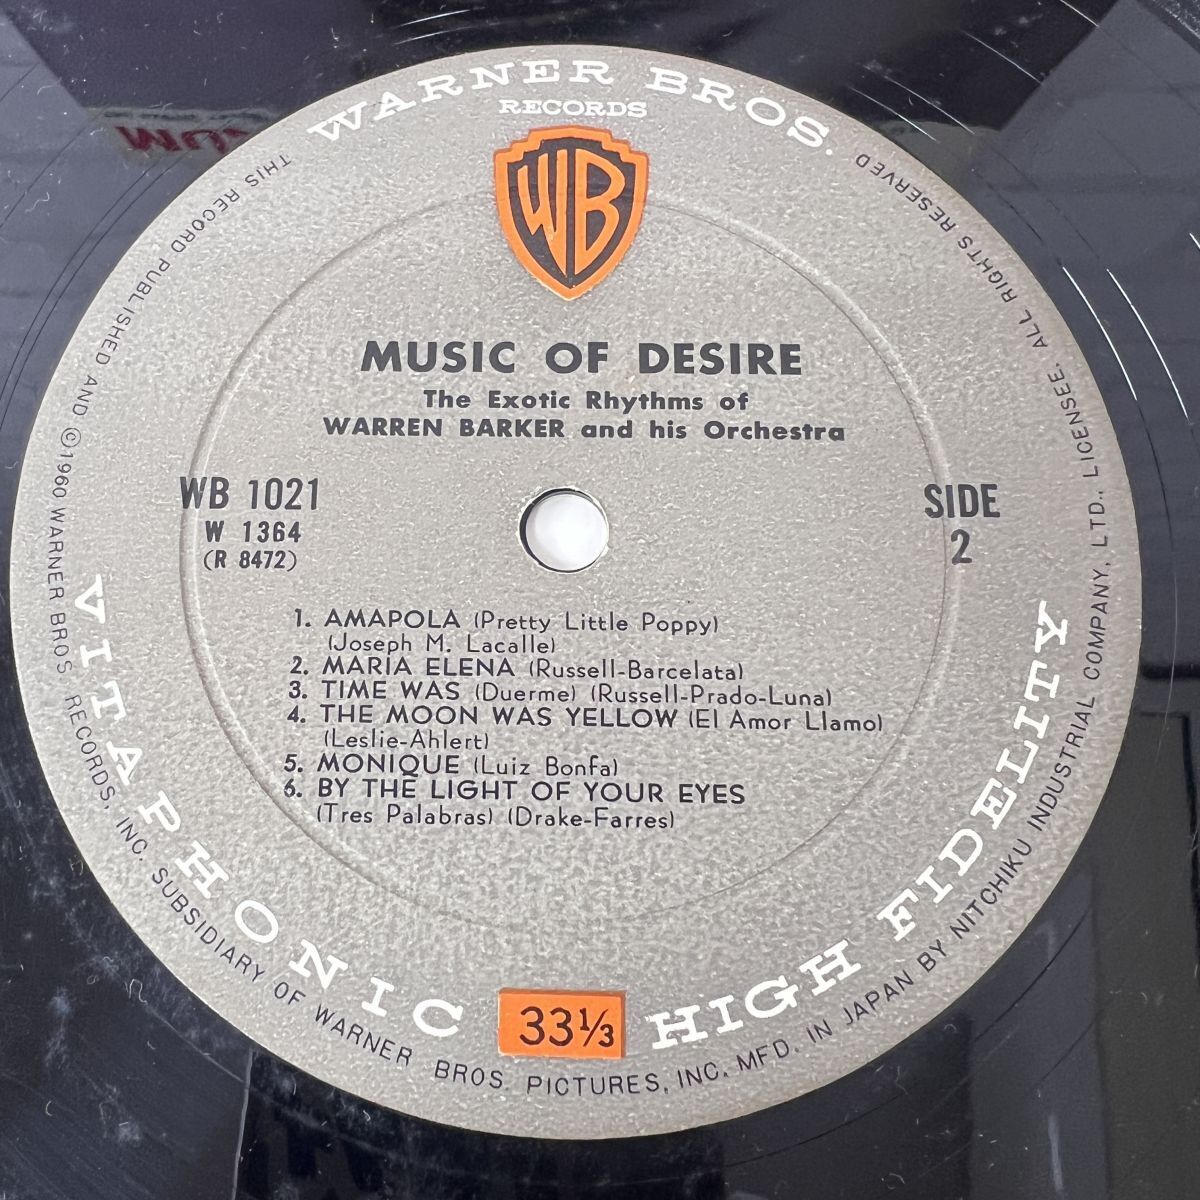 WARNER BROS.
RECORDS
WB
MUSIC OF DESIRE
The Exotic Rhythms of
WARREN BARKER and his Orchestra
WB 1021
W 1364
(R 8472)
SIDE
2
1. AMAPOLA (Pretty Little Poppy)
(Joseph M. Lacalle)
2. MARIA ELENA (Russell-Barcelata)
3. TIME WAS (Duerme) (Russell-Prado-Luna)
4. THE MOON WAS YELLOW (El Amor Llamo)
(Leslie-Ahlert)
5. MONIQUE (Luiz Bonfa)
6. BY THE LIGHT OF YOUR EYES
(Tres Palabras) (Drake-Farres)
VITAPHONIC HIGH FIDELITY
33⅓
THIS RECORD PUBLISHED AND ©1960 WARNER BROS RECORDS, INC. SUBSIDIARY OF WARNER BROS. PICTURES, INC. MFD. IN JAPAN BY NITCHIKU INDUSTRIAL COMPANY, LTD., LICENSEE. ALL RIGHTS RESERVED